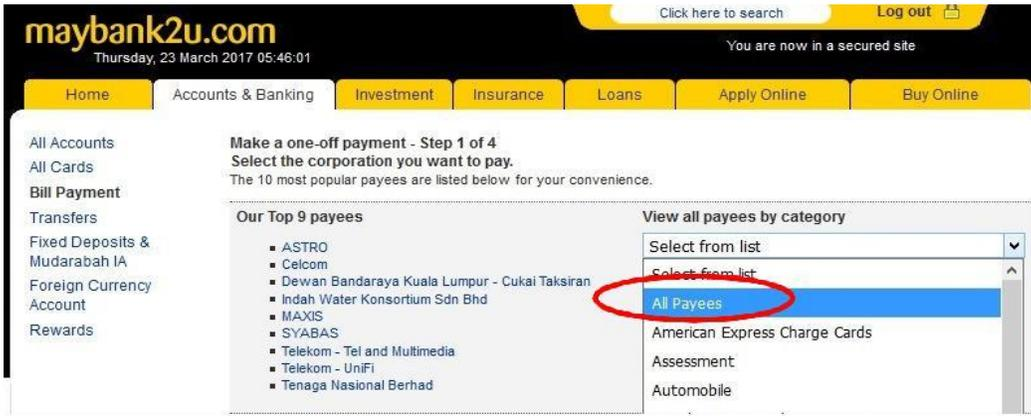 Click here to search
Log out
maybank2u.com
Thursday, 23 March 2017 05:46:01
You are now in a secured site
Home Accounts & Banking Investment Insurance Loans Apply Online Buy Online
All Accounts
All Cards
Bill Payment
Transfers
Fixed Deposits &
Mudarabah IA
Foreign Currency
Account
Rewards
Make a one-off payment - Step 1 of 4
Select the corporation you want to pay.
The 10 most popular payees are listed below for your convenience.
Our Top 9 payees
ASTRO
Celcom
Dewan Bandaraya Kuala Lumpur - Cukai Taksiran
Indah Water Konsortium Sdn Bhd
MAXIS
SYABAS
Telekom - Tel and Multimedia
Telekom - UniFi
Tenaga Nasional Berhad
View all payees by category
Select from list
Select from list
All Payees
American Express Charge Cards
Assessment
Automobile